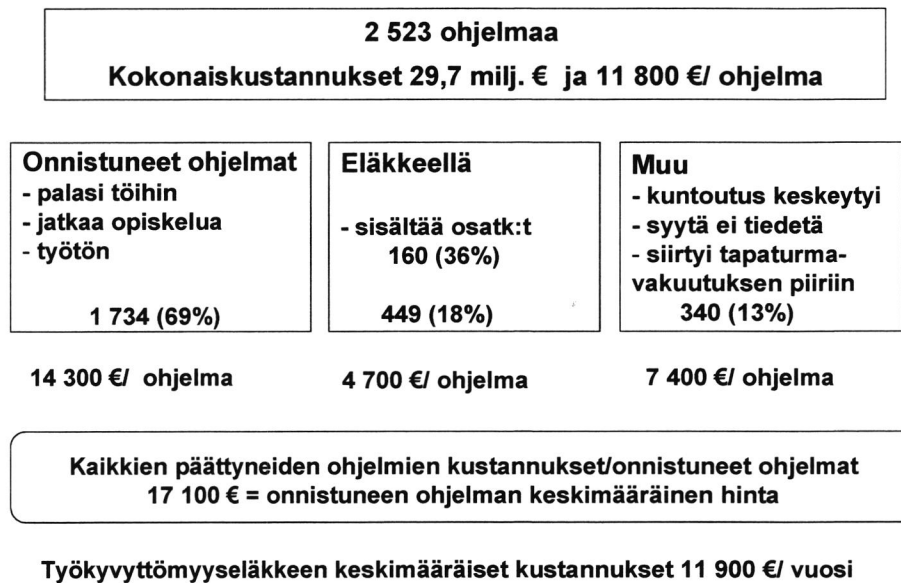 2 523 ohjelmaa
Kokonaiskustannukset 29,7 milj. € ja 11 800 €/ ohjelma
Onnistuneet ohjelmat
- palasi töihin
- jatkaa opiskelua
- työtön
1 734 (69%)
Eläkkeellä
- sisältää osatk:t
160 (36%)
449 (18%)
Muu
- kuntoutus keskeytyi
- syytä ei tiedetä
- siirtyi tapaturma-
vakuutuksen piiriin
340 (13%)
14 300 €/ ohjelma
4 700 €/ ohjelma
7 400 €/ ohjelma
Kaikkien päättyneiden ohjelmien kustannukset/onnistuneet ohjelmat
17 100 € = onnistuneen ohjelman keskimääräinen hinta
Työkyvyttömyyseläkkeen keskimääräiset kustannukset 11 900 €/ vuosi